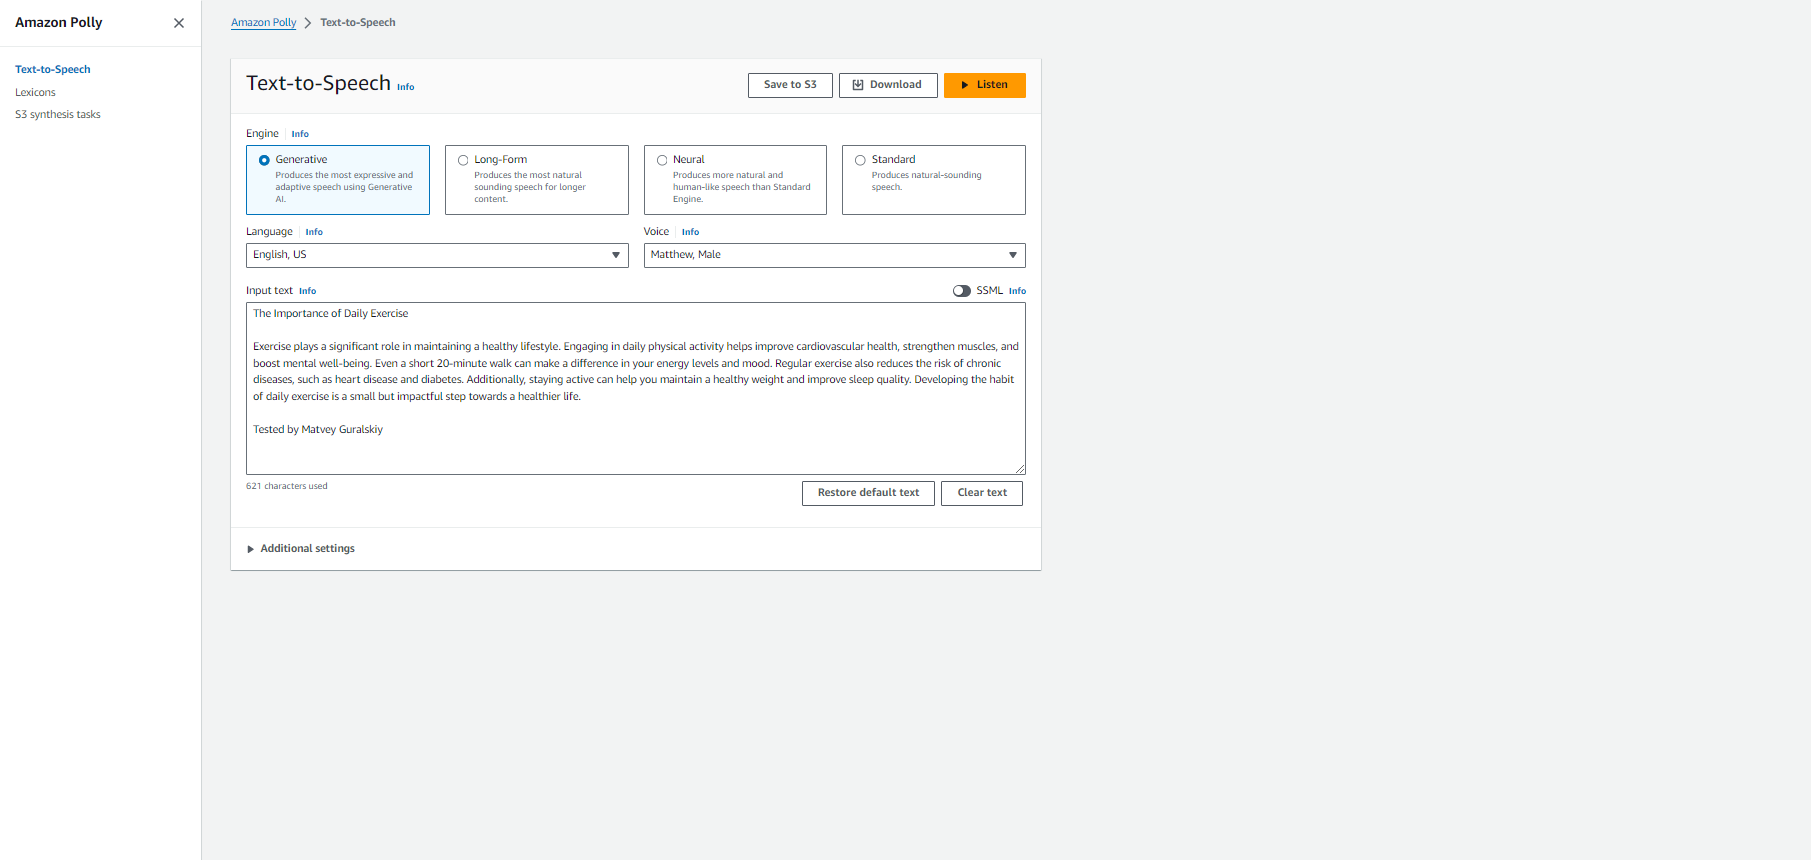 Amazon Polly
Text-to-Speech
Lexicons
S3 synthesis tasks
Amazon Polly > Text-to-Speech
Text-to-Speech Info
Save to S3
Download
Listen
Engine Info
Generative
Produces the most expressive and
adaptive speech using Generative
AI.
Long-Form
Produces the most natural
sounding speech for longer
content.
Neural
Produces more natural and
human-like speech than Standard
Engine.
Standard
Produces natural-sounding
speech.
Language Info
English, US
Voice Info
Matthew, Male
Input text Info
SSML Info
The Importance of Daily Exercise
Exercise plays a significant role in maintaining a healthy lifestyle. Engaging in daily physical activity helps improve cardiovascular health, strengthen muscles, and
boost mental well-being. Even a short 20-minute walk can make a difference in your energy levels and mood. Regular exercise also reduces the risk of chronic
diseases, such as heart disease and diabetes. Additionally, staying active can help you maintain a healthy weight and improve sleep quality. Developing the habit
of daily exercise is a small but impactful step towards a healthier life.
Tested by Matvey Guralskiy
621 characters used
Restore default text
Clear text
Additional settings